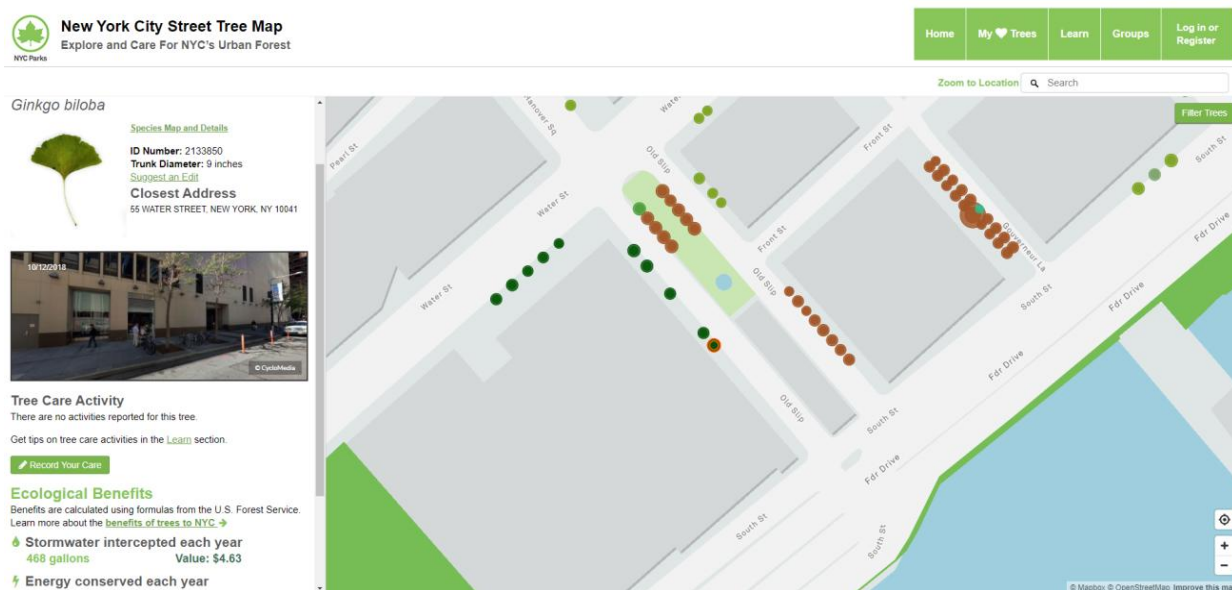 New York City Street Tree Map
Explore and Care For NYC's Urban Forest
NYC Parks
Home
My Trees
Learn
Groups
Log in or
Register
Zoom to Location
Search
Ginkgo biloba
Species Map and Details
ID Number: 2133850
Trunk Diameter: 9 inches
Suggest an Edit
Closest Address
55 WATER STREET, NEW YORK, NY 10041
10/12/2018
© CycloMedia
Tree Care Activity
There are no activities reported for this tree.
Get tips on tree care activities in the Learn section.
Record Your Care
Ecological Benefits
Benefits are calculated using formulas from the U.S. Forest Service.
Learn more about the benefits of trees to NYC
Stormwater intercepted each year
468 gallons Value: $4.63
Energy conserved each year
Filter Trees
Pearl St
Hanover Sq
Wate
Old Slip
Front St
South St
Water St
Front St
Gouverneur La
Fdr Drive
Water St
Old Slip
South St
Fdr Drive
Fdr Drive
Old Slip
South St
Fdr Drive
South St
South St
© Mapbox © OpenStreetMap Improve this ma